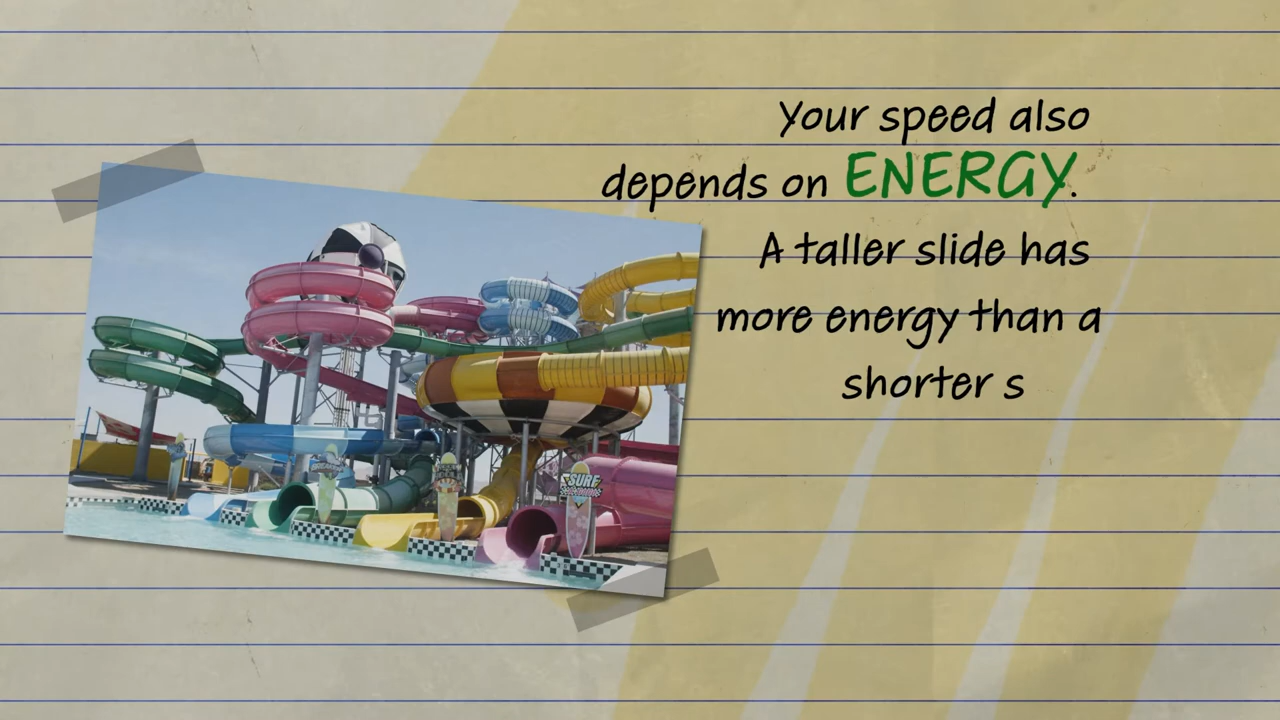 Your speed also
depends on ENERGY.
A taller slide has
more energy than a
shorter s
SURF